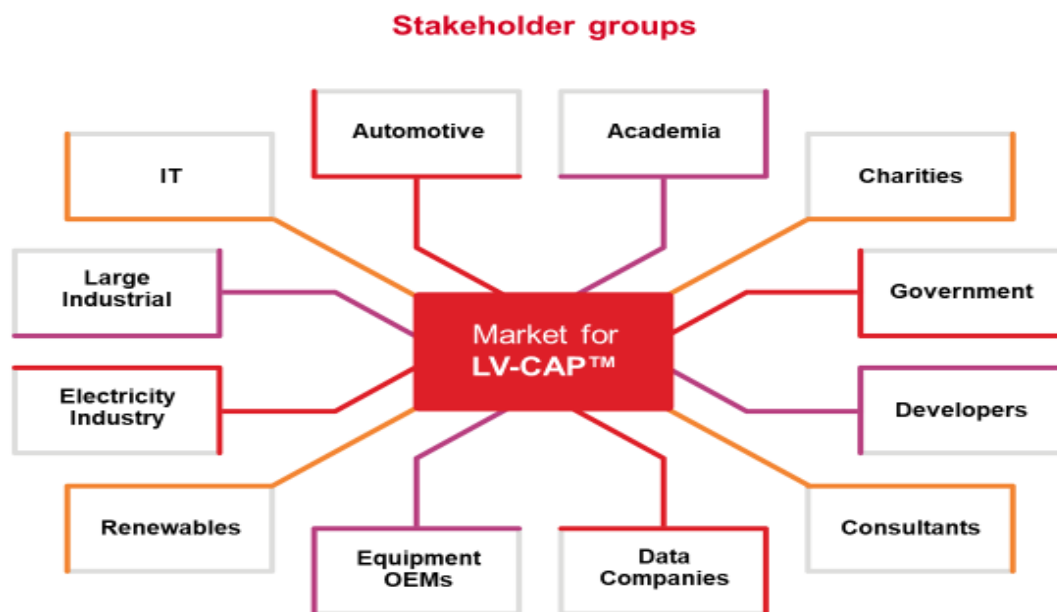 Stakeholder groups
Automotive
Academia
IT
Charities
Large
Industrial
Government
Market for
LV-CAP™
Electricity
Industry
Developers
Renewables
Consultants
Equipment
OEMs
Data
Companies